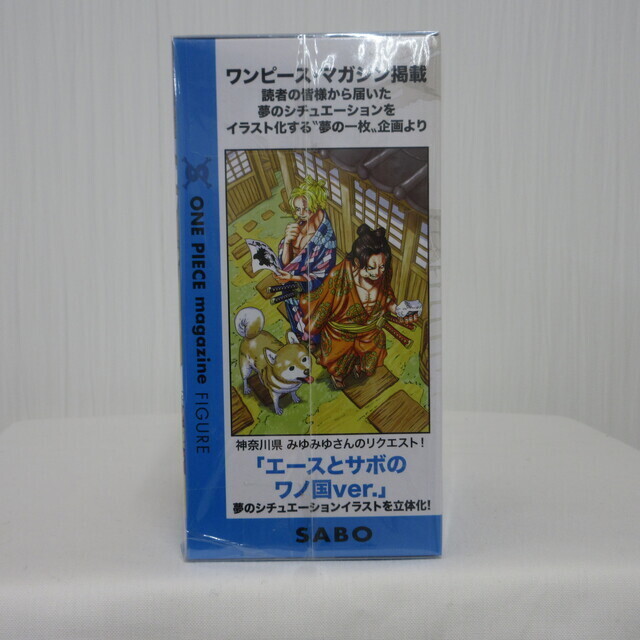 ワンピース・マガジン掲載
読者の皆様から届いた
夢のシチュエーションを
イラスト化する〝夢の一枚〟企画より
ONE PIECE magazine FIGURE
神奈川県 みゆみゆさんのリクエスト!
「エースとサボの
ワノ国ver.」
夢のシチュエーションイラストを立体化!
SABO